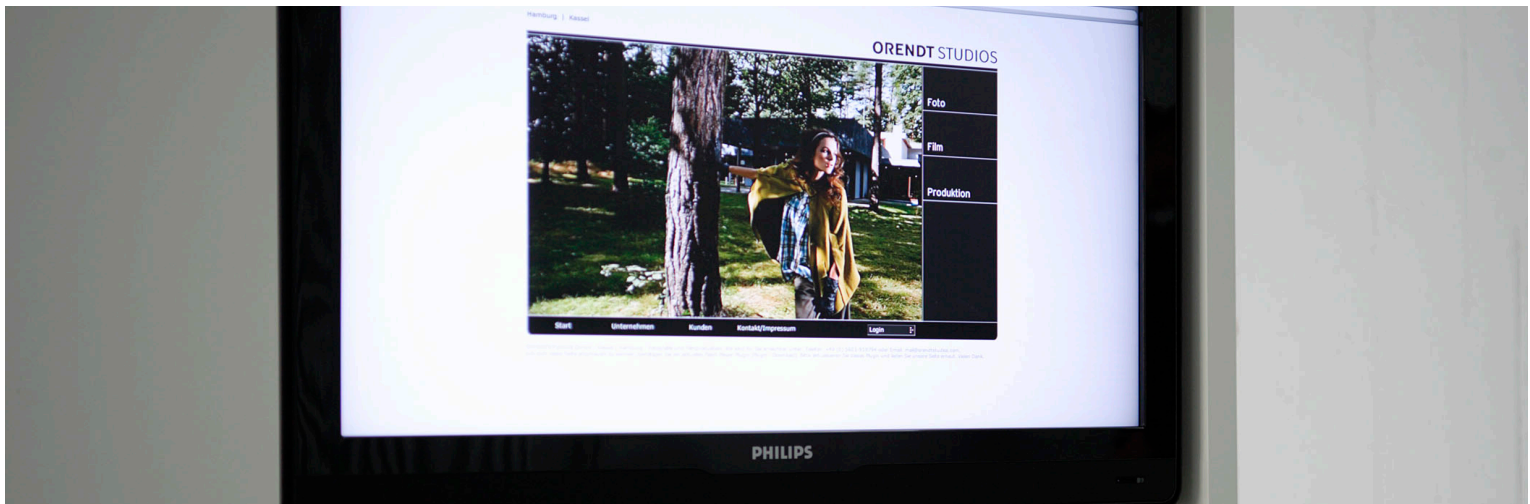 Hamburg | Kassel
ORENDT STUDIOS
Foto
Film
Produktion
Start Unternehmen Kunden Kontakt/Impressum Login
PHILIPS